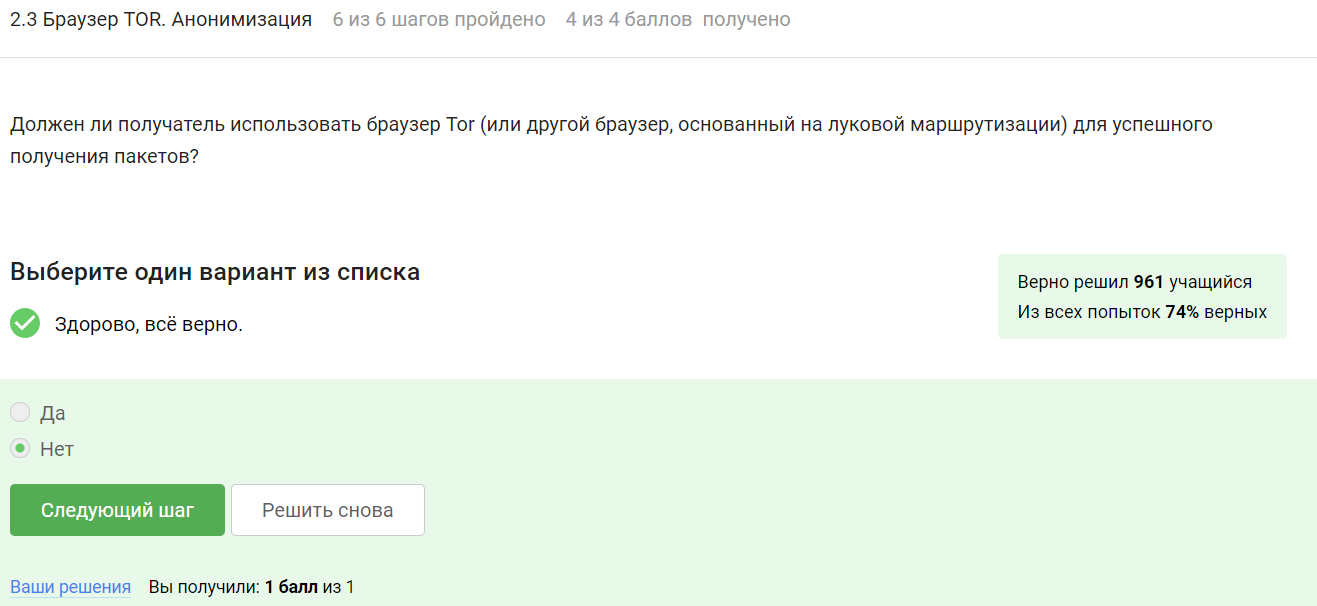 2.3 Браузер TOR. Анонимизация 6 из 6 шагов пройдено 4 из 4 баллов получено
Должен ли получатель использовать браузер Tor (или другой браузер, основанный на луковой маршрутизации) для успешного
получения пакетов?
Выберите один вариант из списка
Здорово, всё верно.
Верно решил 961 учащийся
Из всех попыток 74% верных
Да
Нет
Следующий шаг
Решить снова
Ваши решения Вы получили: 1 балл из 1